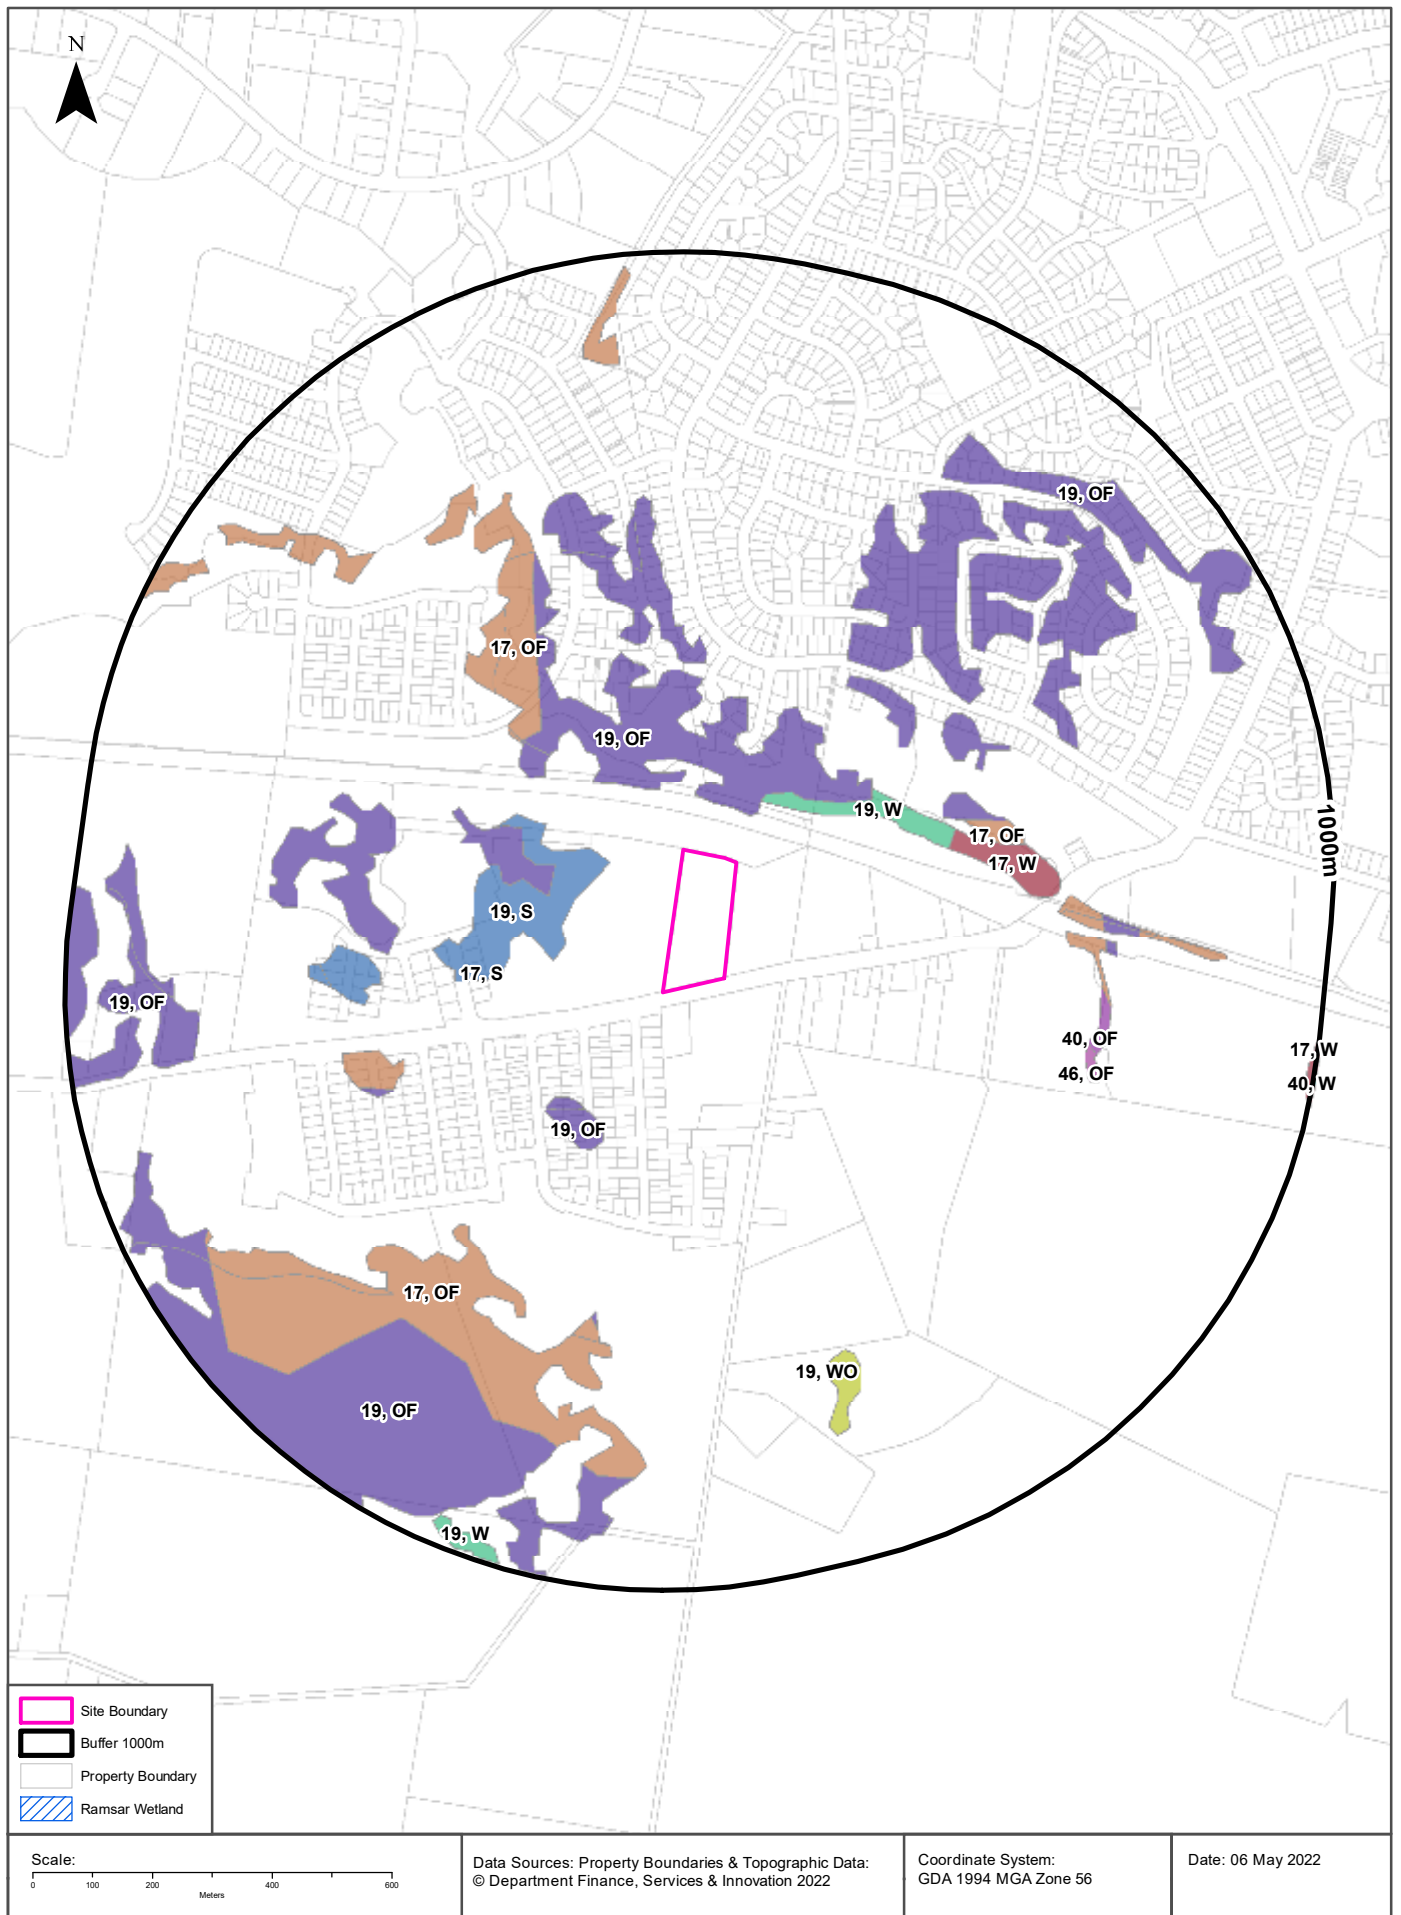 N
19, OF
17, OF
19, OF
19, W
17, OF
17, W
1000m
19, S
17, S
19, OF
40, OF
46, OF
17, W
40, W
19, OF
17, OF
19, WO
19, OF
19, W
Site Boundary
Buffer 1000m
Property Boundary
Ramsar Wetland
Scale:
0 100 200 400 600
Meters
Data Sources: Property Boundaries & Topographic Data:
© Department Finance, Services & Innovation 2022
Coordinate System:
GDA 1994 MGA Zone 56
Date: 06 May 2022